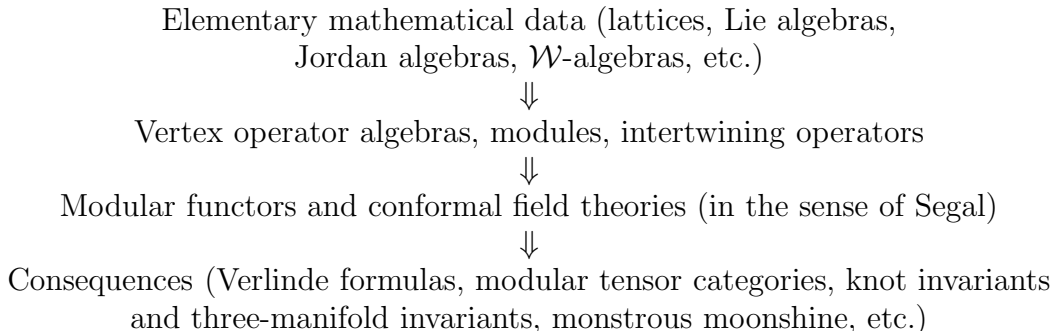 Elementary mathematical data (lattices, Lie algebras,
Jordan algebras, 𝒲-algebras, etc.)
⇓
Vertex operator algebras, modules, intertwining operators
⇓
Modular functors and conformal field theories (in the sense of Segal)
⇓
Consequences (Verlinde formulas, modular tensor categories, knot invariants
and three-manifold invariants, monstrous moonshine, etc.)